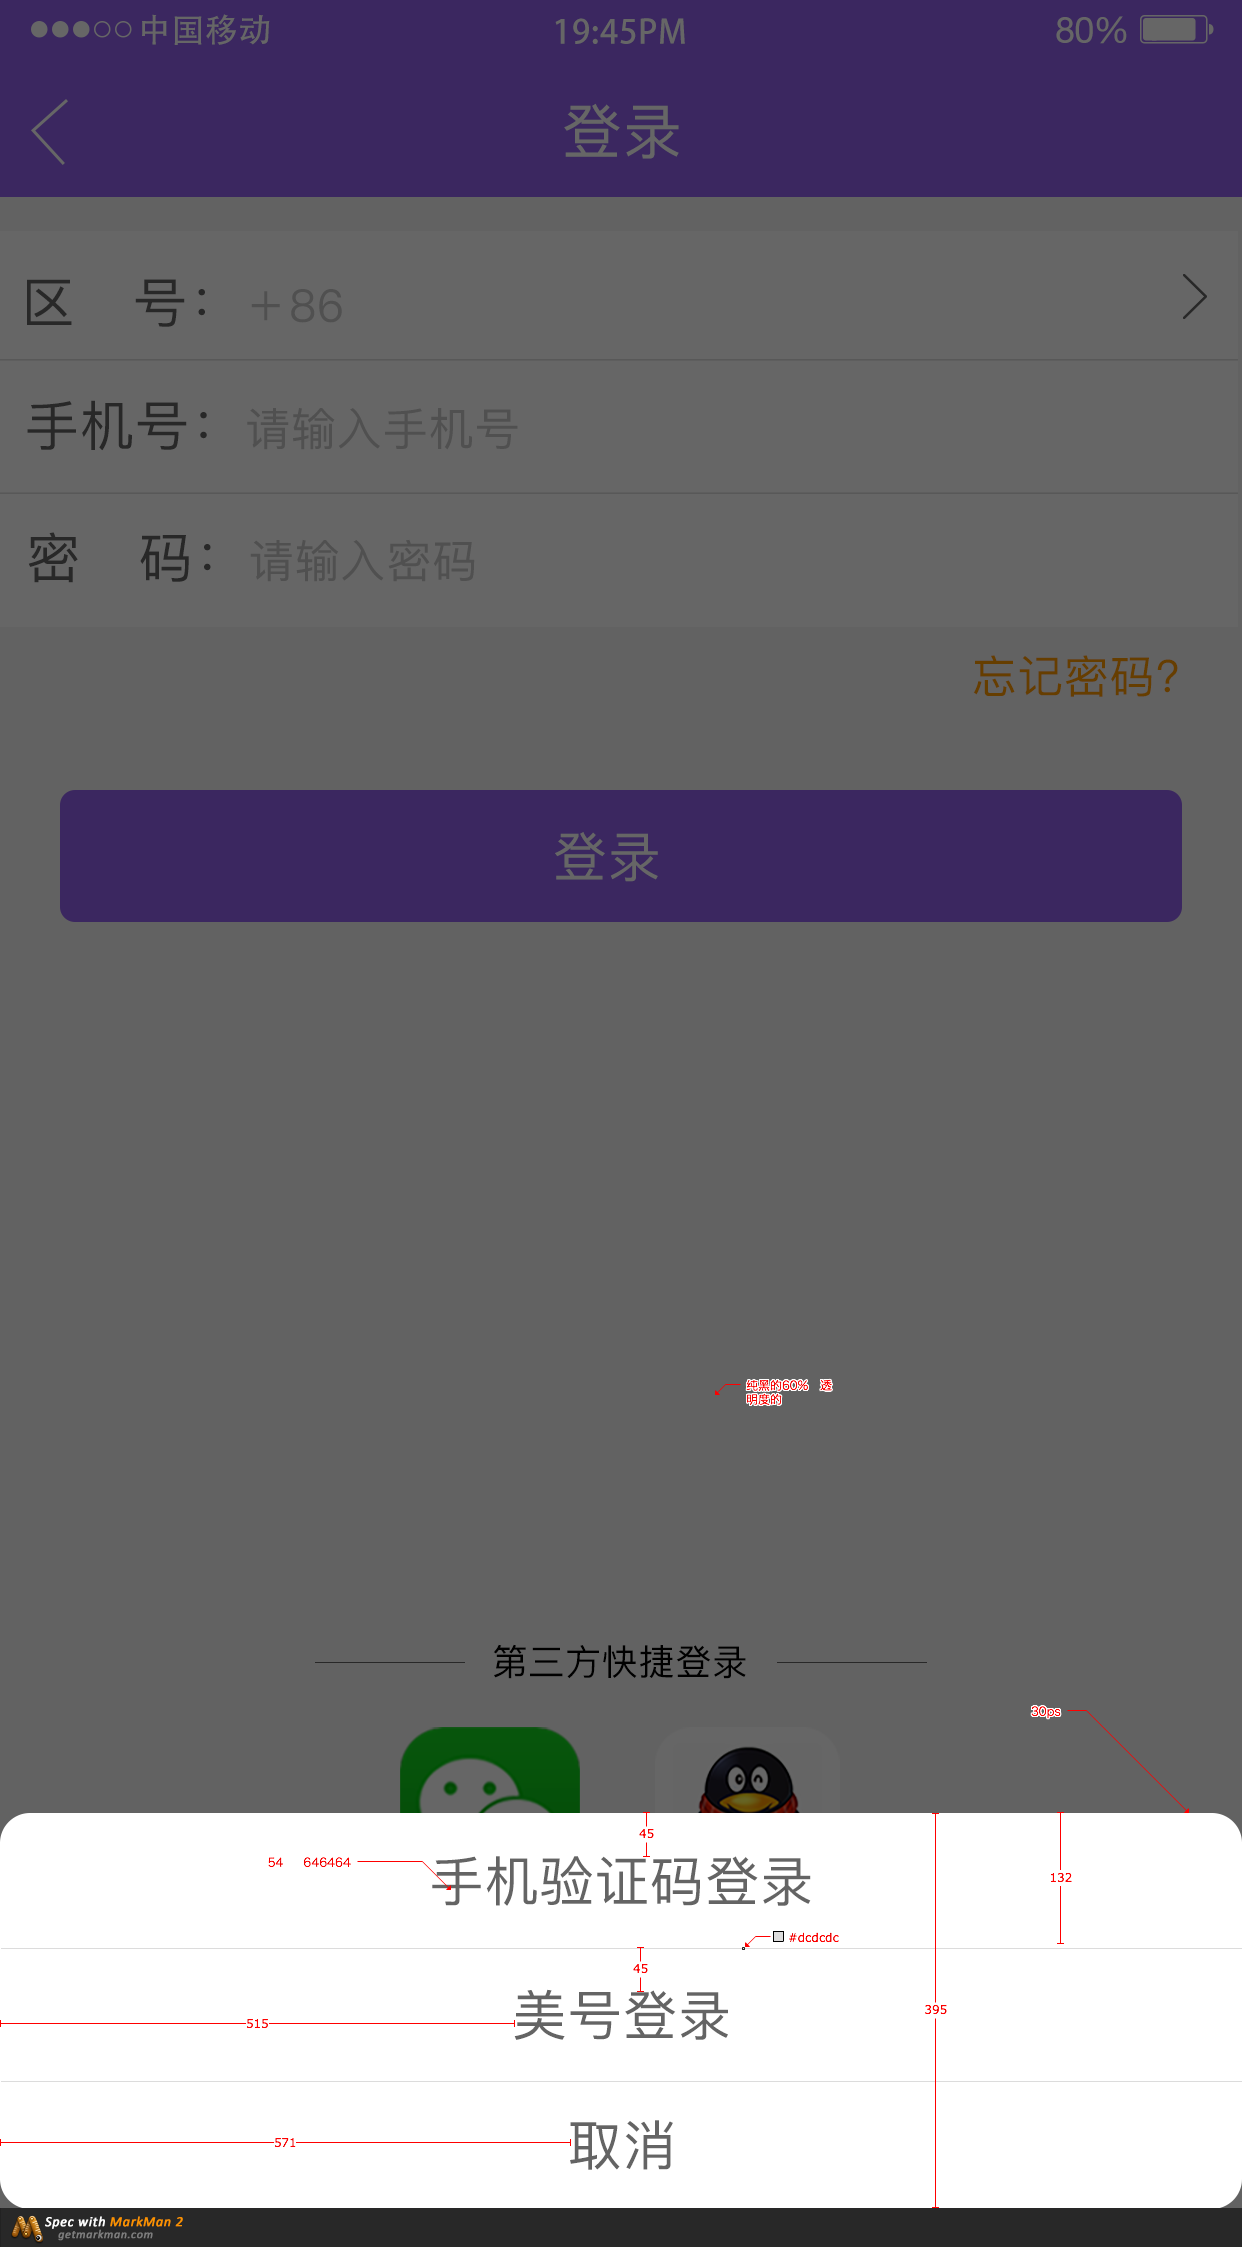 中国移动 19:45PM 80%
登录
区 号： +86
手机号： 请输入手机号
密 码： 请输入密码
忘记密码?
登录
纯黑的60% 透
明度的
第三方快捷登录
30ps
45
54 646464
手机验证码登录
132
#dcdcdc
45
美号登录
395
515
取消
571
Spec with MarkMan 2
getmarkman.com